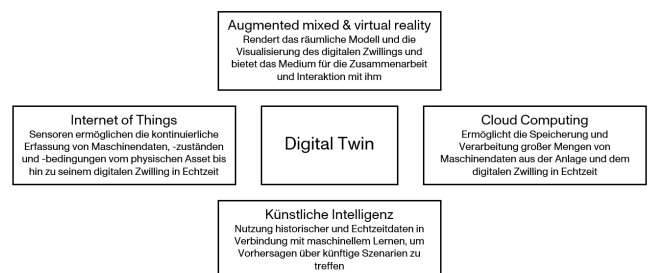 Augmented mixed & virtual reality
Rendert das räumliche Modell und die
Visualisierung des digitalen Zwillings und
bietet das Medium für die Zusammenarbeit
und Interaktion mit ihm
Internet of Things
Sensoren ermöglichen die kontinuierliche
Erfassung von Maschinendaten, -zuständen
und -bedingungen vom physischen Asset bis
hin zu seinem digitalen Zwilling in Echtzeit
Digital Twin
Cloud Computing
Ermöglicht die Speicherung und
Verarbeitung großer Mengen von
Maschinendaten aus der Anlage und dem
digitalen Zwilling in Echtzeit
Künstliche Intelligenz
Nutzung historischer und Echtzeitdaten in
Verbindung mit maschinellem Lernen, um
Vorhersagen über künftige Szenarien zu
treffen